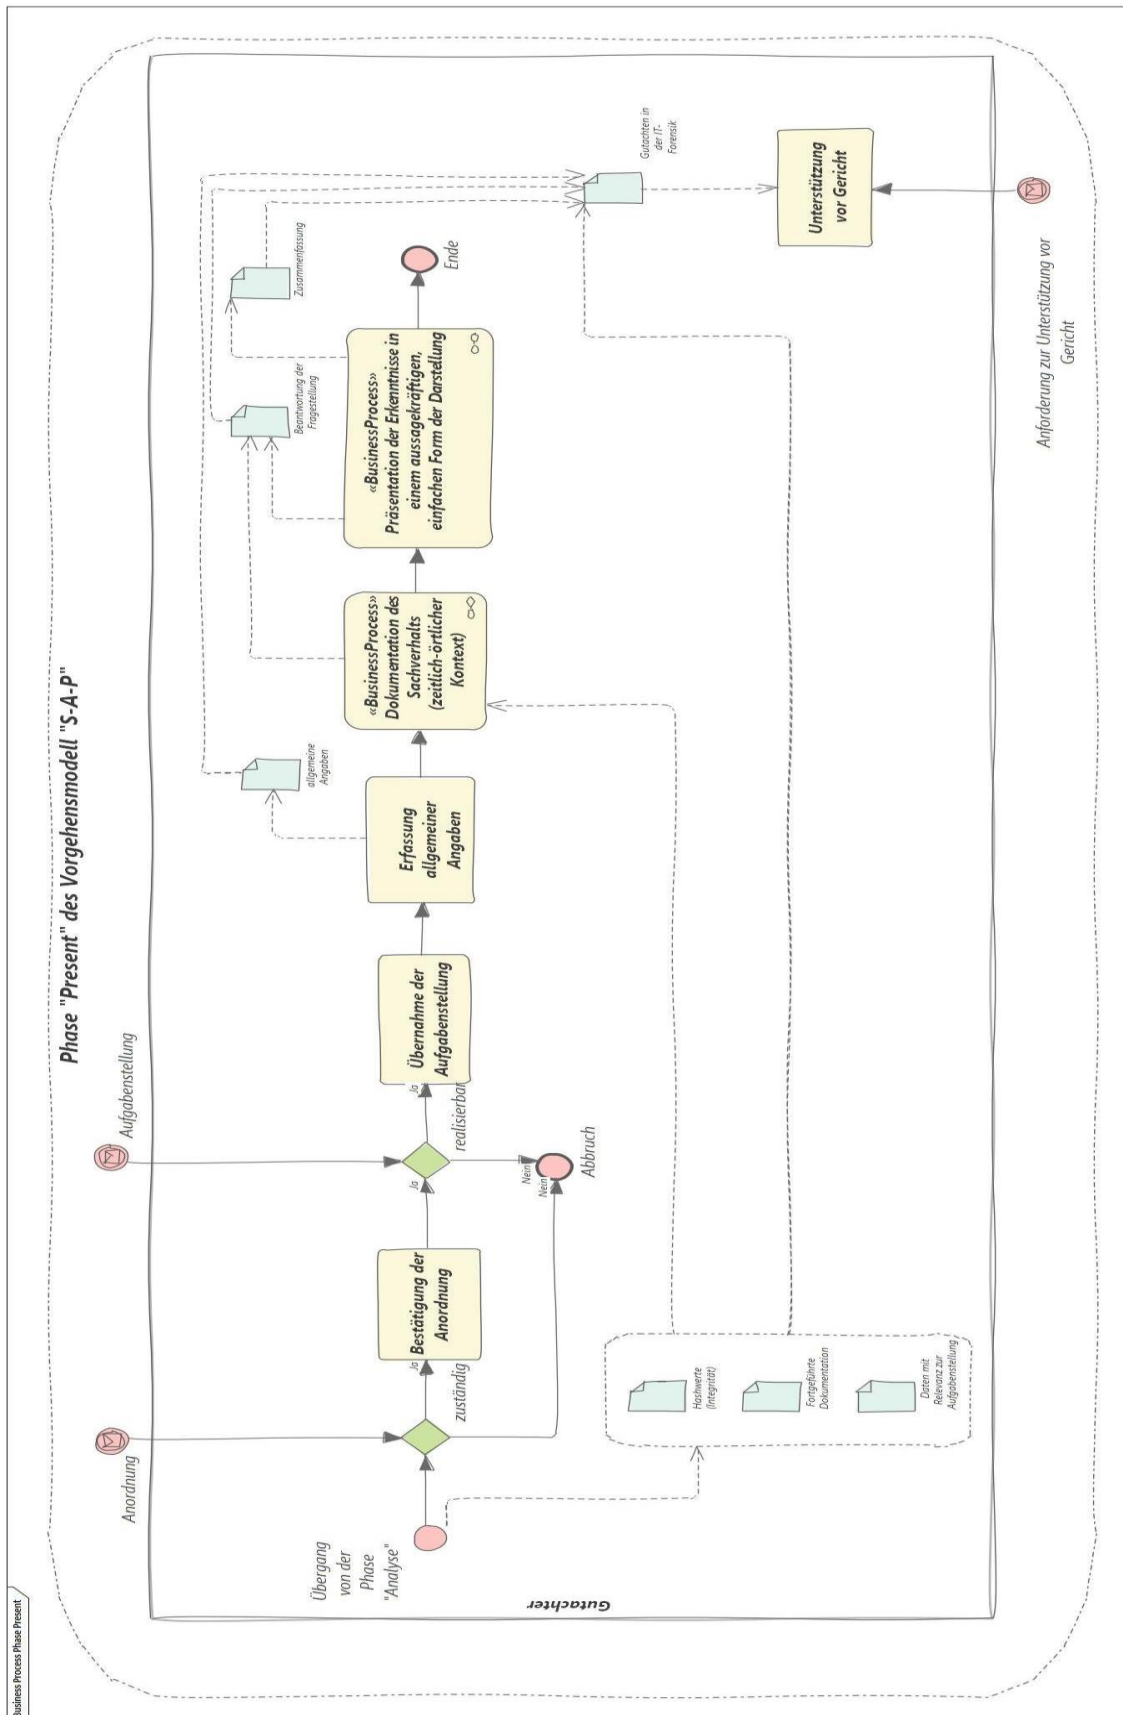 Business Process Phase Present
Phase "Present" des Vorgehensmodell "S-A-P"
Anordnung
Aufgabenstellung
Gutachter
Übergang
von der
Phase
"Analyse"
zuständig
Ja
Bestätigung der
Anordnung
Ja
realisierbar
Ja
Nein
Nein
Abbruch
Übernahme der
Aufgabenstellung
Erfassung
allgemeiner
Angaben
allgemeine
Angaben
«BusinessProcess»
Dokumentation des
Sachverhalts
(zeitlich-örtlicher
Kontext)
Beantwortung der
Fragestellung
«BusinessProcess»
Präsentation der Erkenntnisse in
einem aussagekräftigen,
einfachen Form der Darstellung
Zusammenfassung
Ende
Gutachten in
der IT-
Forensik
Hashwerte
(Integrität)
Fortgeführte
Dokumentation
Daten mit
Relevanz zur
Aufgabenstellung
Unterstützung
vor Gericht
Anforderung zur Unterstützung vor
Gericht